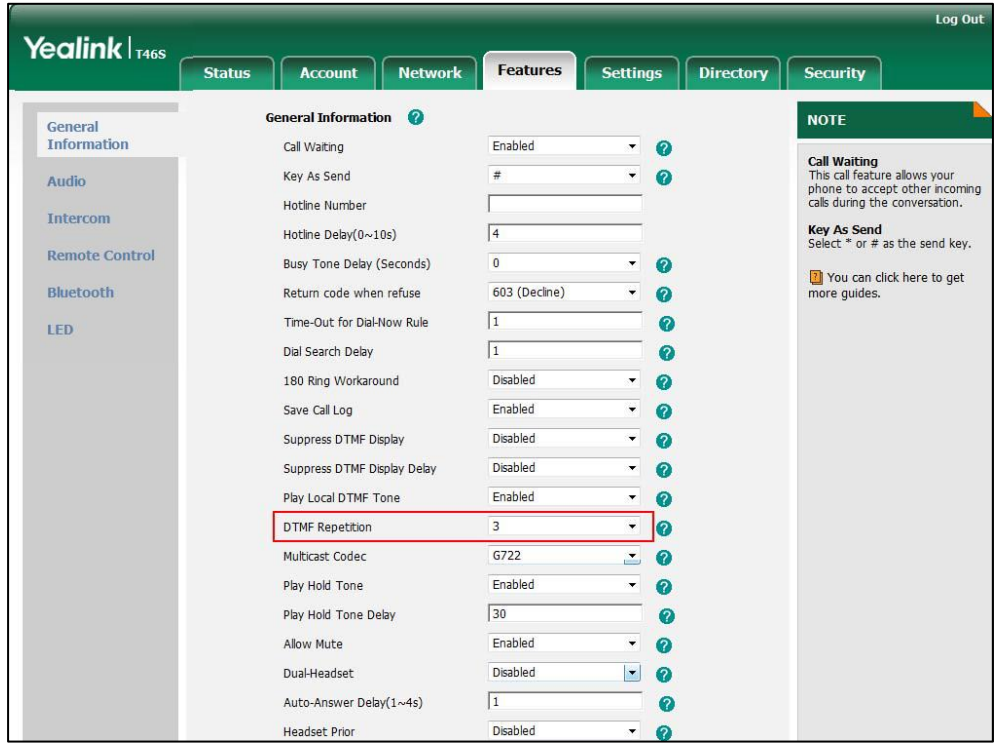 Log Out
Yealink | T46S
Status Account Network Features Settings Directory Security
General
Information
Audio
Intercom
Remote Control
Bluetooth
LED
General Information ?
Call Waiting Enabled ?
Key As Send # ?
Hotline Number
Hotline Delay(0~10s) 4
Busy Tone Delay (Seconds) 0 ?
Return code when refuse 603 (Decline) ?
Time-Out for Dial-Now Rule 1 ?
Dial Search Delay 1 ?
180 Ring Workaround Disabled ?
Save Call Log Enabled ?
Suppress DTMF Display Disabled ?
Suppress DTMF Display Delay Disabled ?
Play Local DTMF Tone Enabled ?
DTMF Repetition 3 ?
Multicast Codec G722 ?
Play Hold Tone Enabled ?
Play Hold Tone Delay 30 ?
Allow Mute Enabled ?
Dual-Headset Disabled ?
Auto-Answer Delay(1~4s) 1 ?
Headset Prior Disabled ?
NOTE
Call Waiting
This call feature allows your
phone to accept other incoming
calls during the conversation.
Key As Send
Select * or # as the send key.
? You can click here to get
more guides.